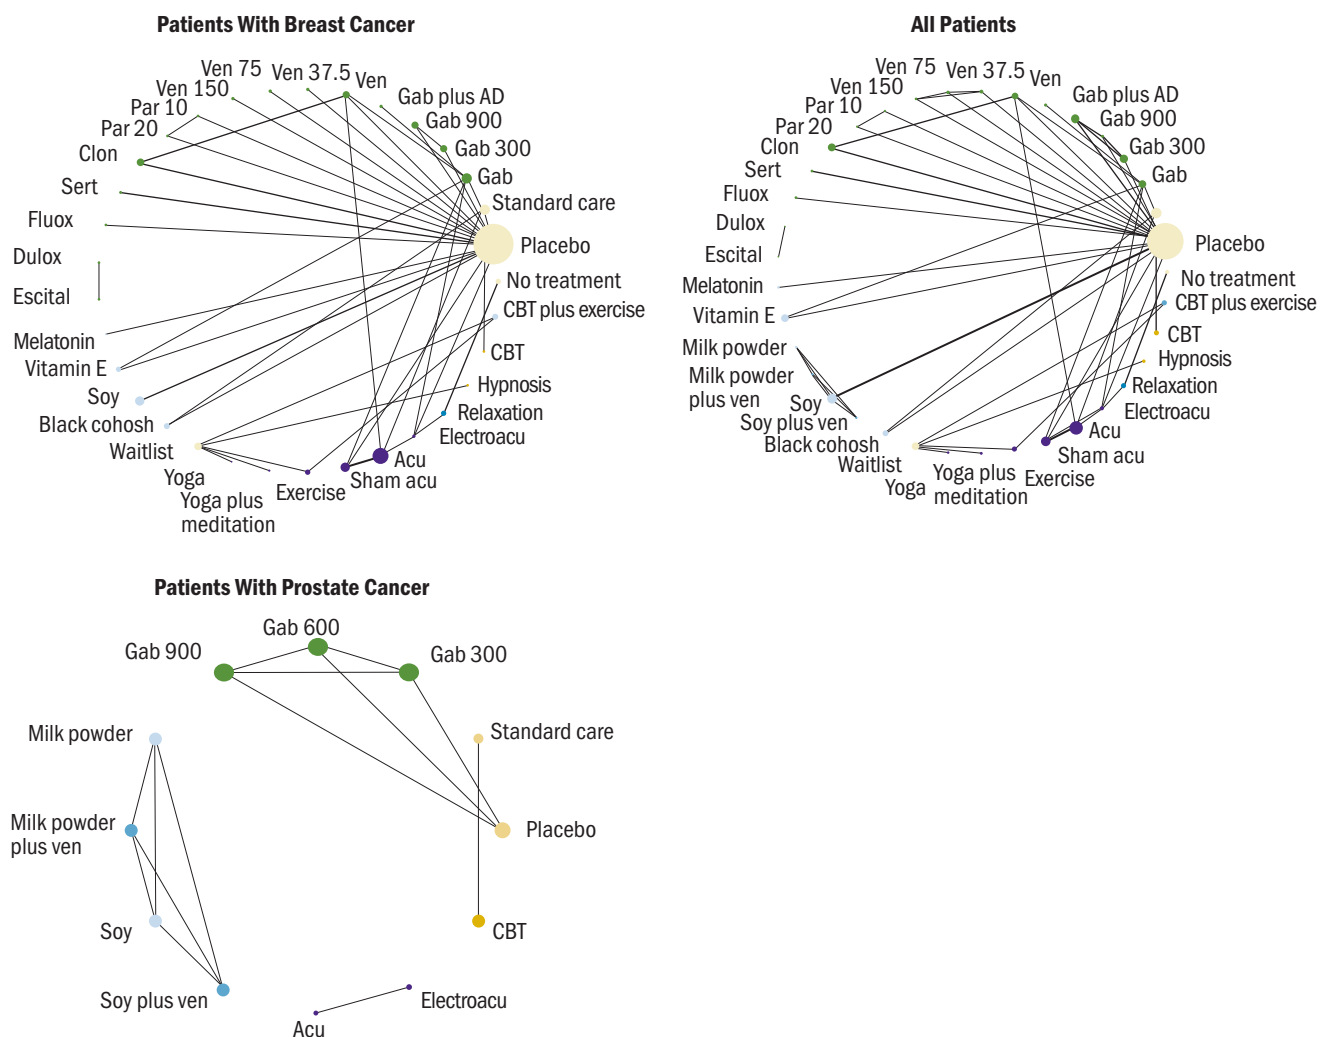 Patients With Breast Cancer
Ven 75
Ven 37.5
Ven
Ven 150
Par 10
Par 20
Clon
Sert
Fluox
Dulox
Escital
Melatonin
Vitamin E
Soy
Black cohosh
Waitlist
Yoga
Yoga plus
meditation
Exercise
Sham acu
Acu
Electroacu
Relaxation
Hypnosis
CBT
CBT plus exercise
No treatment
Placebo
Standard care
Gab
Gab 300
Gab 900
Gab plus AD
All Patients
Ven 75
Ven 37.5
Ven
Ven 150
Par 10
Par 20
Clon
Sert
Fluox
Dulox
Escital
Melatonin
Vitamin E
Milk powder
Milk powder
plus ven
Soy
Soy plus ven
Black cohosh
Waitlist
Yoga
Yoga plus
meditation
Exercise
Sham acu
Acu
Electroacu
Relaxation
Hypnosis
CBT
CBT plus exercise
No treatment
Placebo
Gab
Gab 300
Gab 900
Gab plus AD
Patients With Prostate Cancer
Gab 600
Gab 900
Gab 300
Milk powder
Standard care
Milk powder
plus ven
Placebo
Soy
CBT
Soy plus ven
Electroacu
Acu